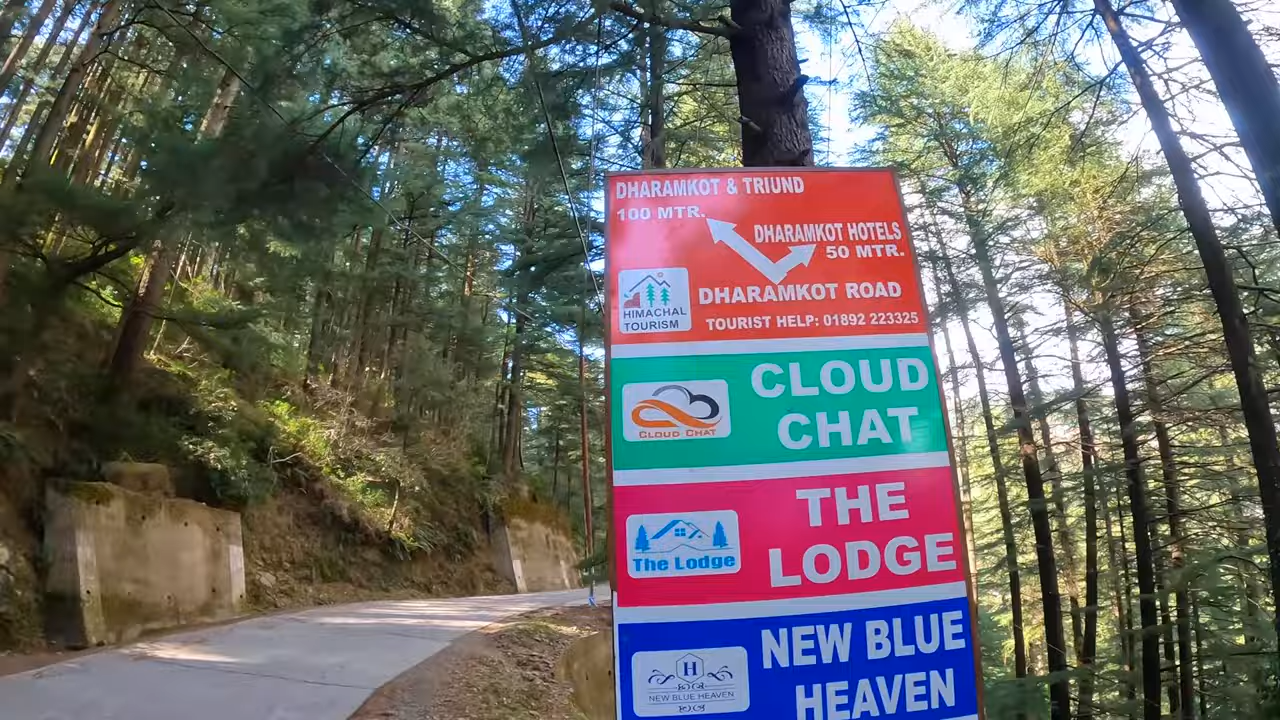 DHARAMKOT & TRIUND
100 MTR.
DHARAMKOT HOTELS
50 MTR.
DHARAMKOT ROAD
HIMACHAL
TOURISM
TOURIST HELP: 01892 223325
CLOUD CHAT
CLOUD
CHAT
The Lodge
THE
LODGE
H
NEW BLUE HEAVEN
NEW BLUE
HEAVEN